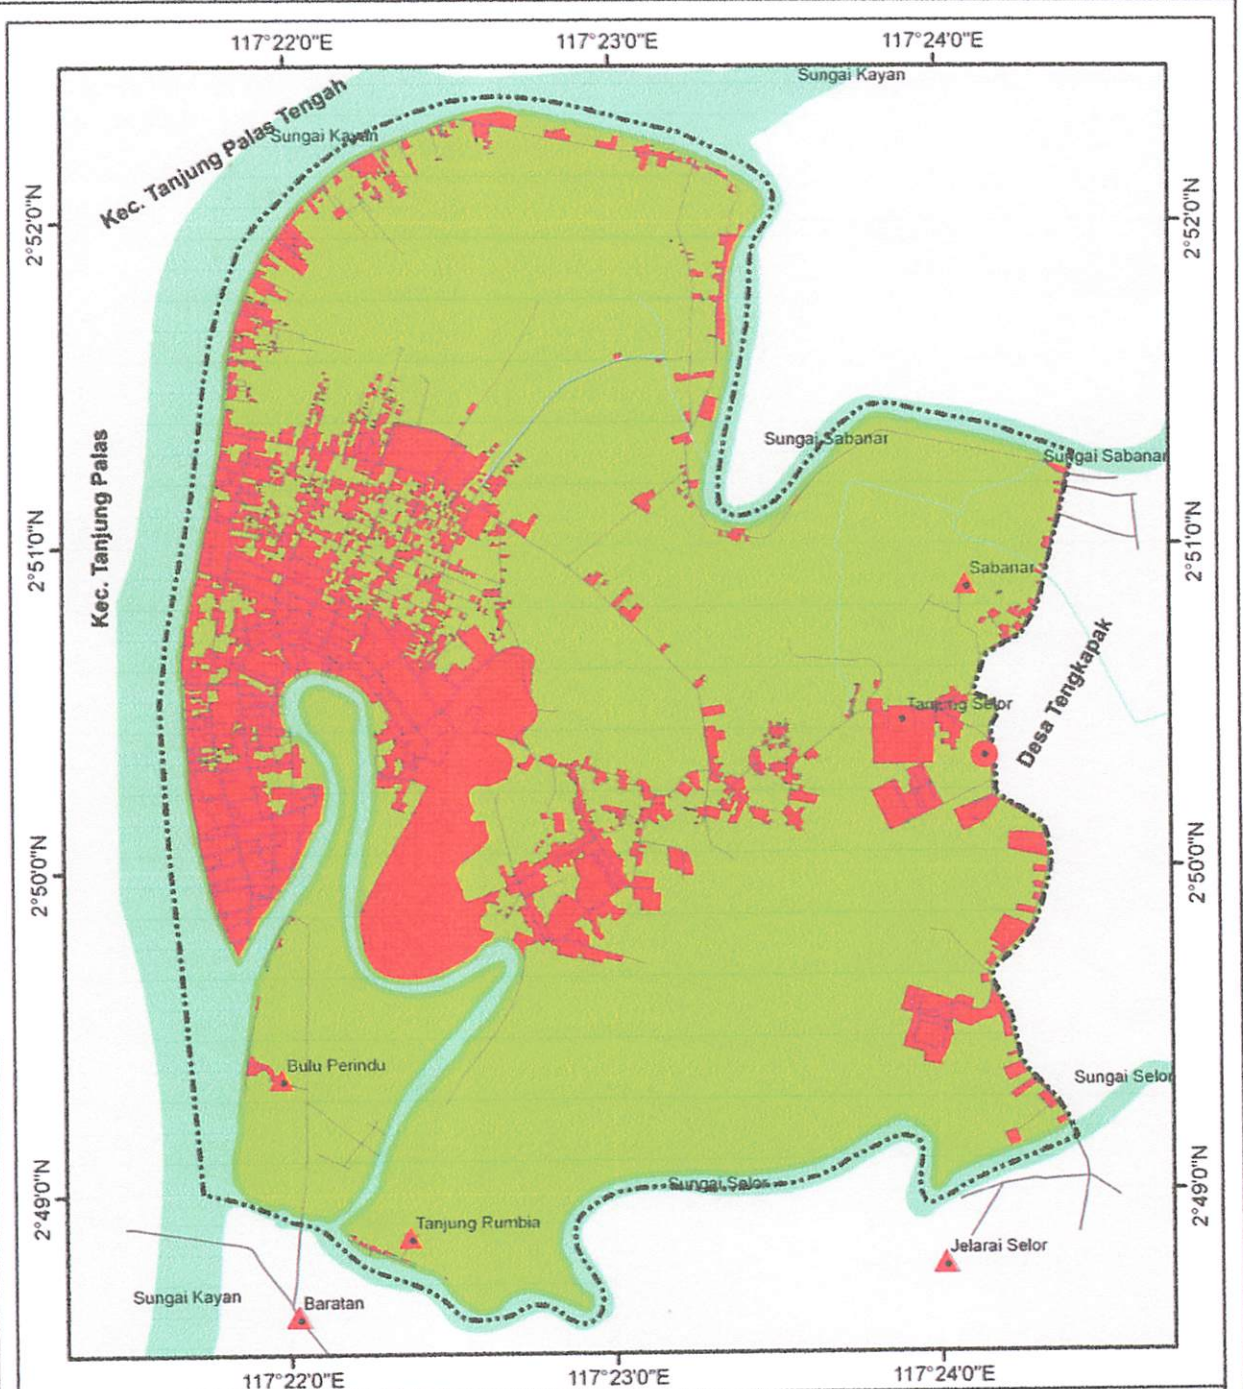 117°22'0"E
117°23'0"E
117°24'0"E
Sungai Kayan
Kec. Tanjung Palas Tengah
Sungai Kayan
2°52'0"N
2°52'0"N
Kec. Tanjung Palas
Sungai Sabanar
Sungai Sabanar
2°51'0"N
2°51'0"N
Sabanar
Desa Tengkapak
Tanjung Selor
2°50'0"N
2°50'0"N
Bulu Perindu
Sungai Selor
Sungai Selor
2°49'0"N
2°49'0"N
Tanjung Rumbia
Jelarai Selor
Sungai Kayan
Baratan
117°22'0"E
117°23'0"E
117°24'0"E